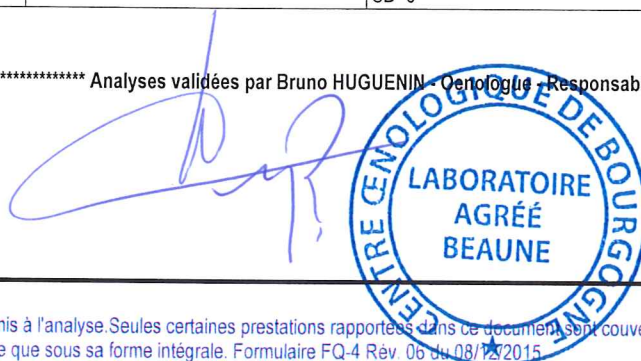 ************* Analyses validées par Bruno HUGUENIN - Oenologue - Responsab
CENTRE ŒNOLOGIQUE DE BOURGOGNE
LABORATOIRE
AGRÉÉ
BEAUNE
nis à l'analyse.Seules certaines prestations rapportées dans ce document sont couve
e que sous sa forme intégrale. Formulaire FQ-4 Rév. 06 du 08/12/2015